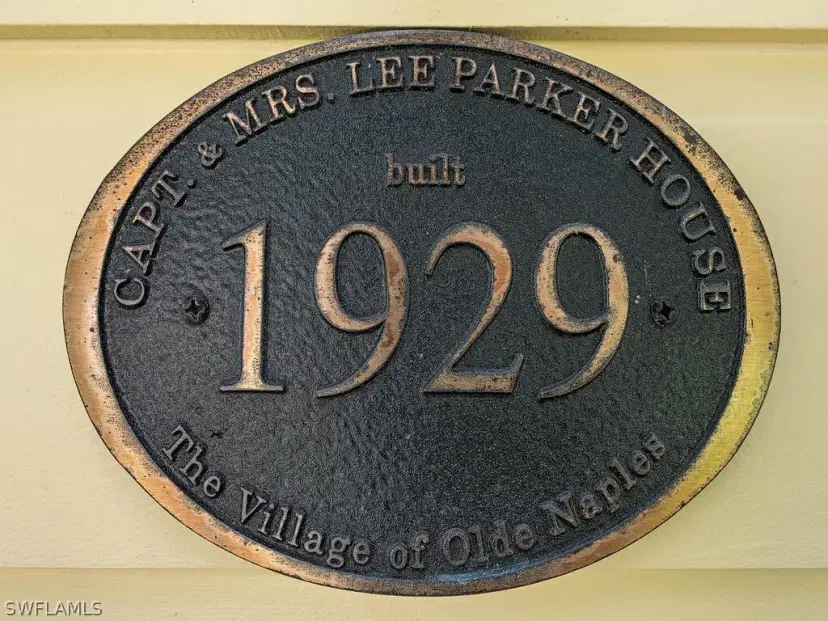 CAPT. & MRS. LEE PARKER HOUSE
built
1929
The Village of Olde Naples
SWFLAMLS